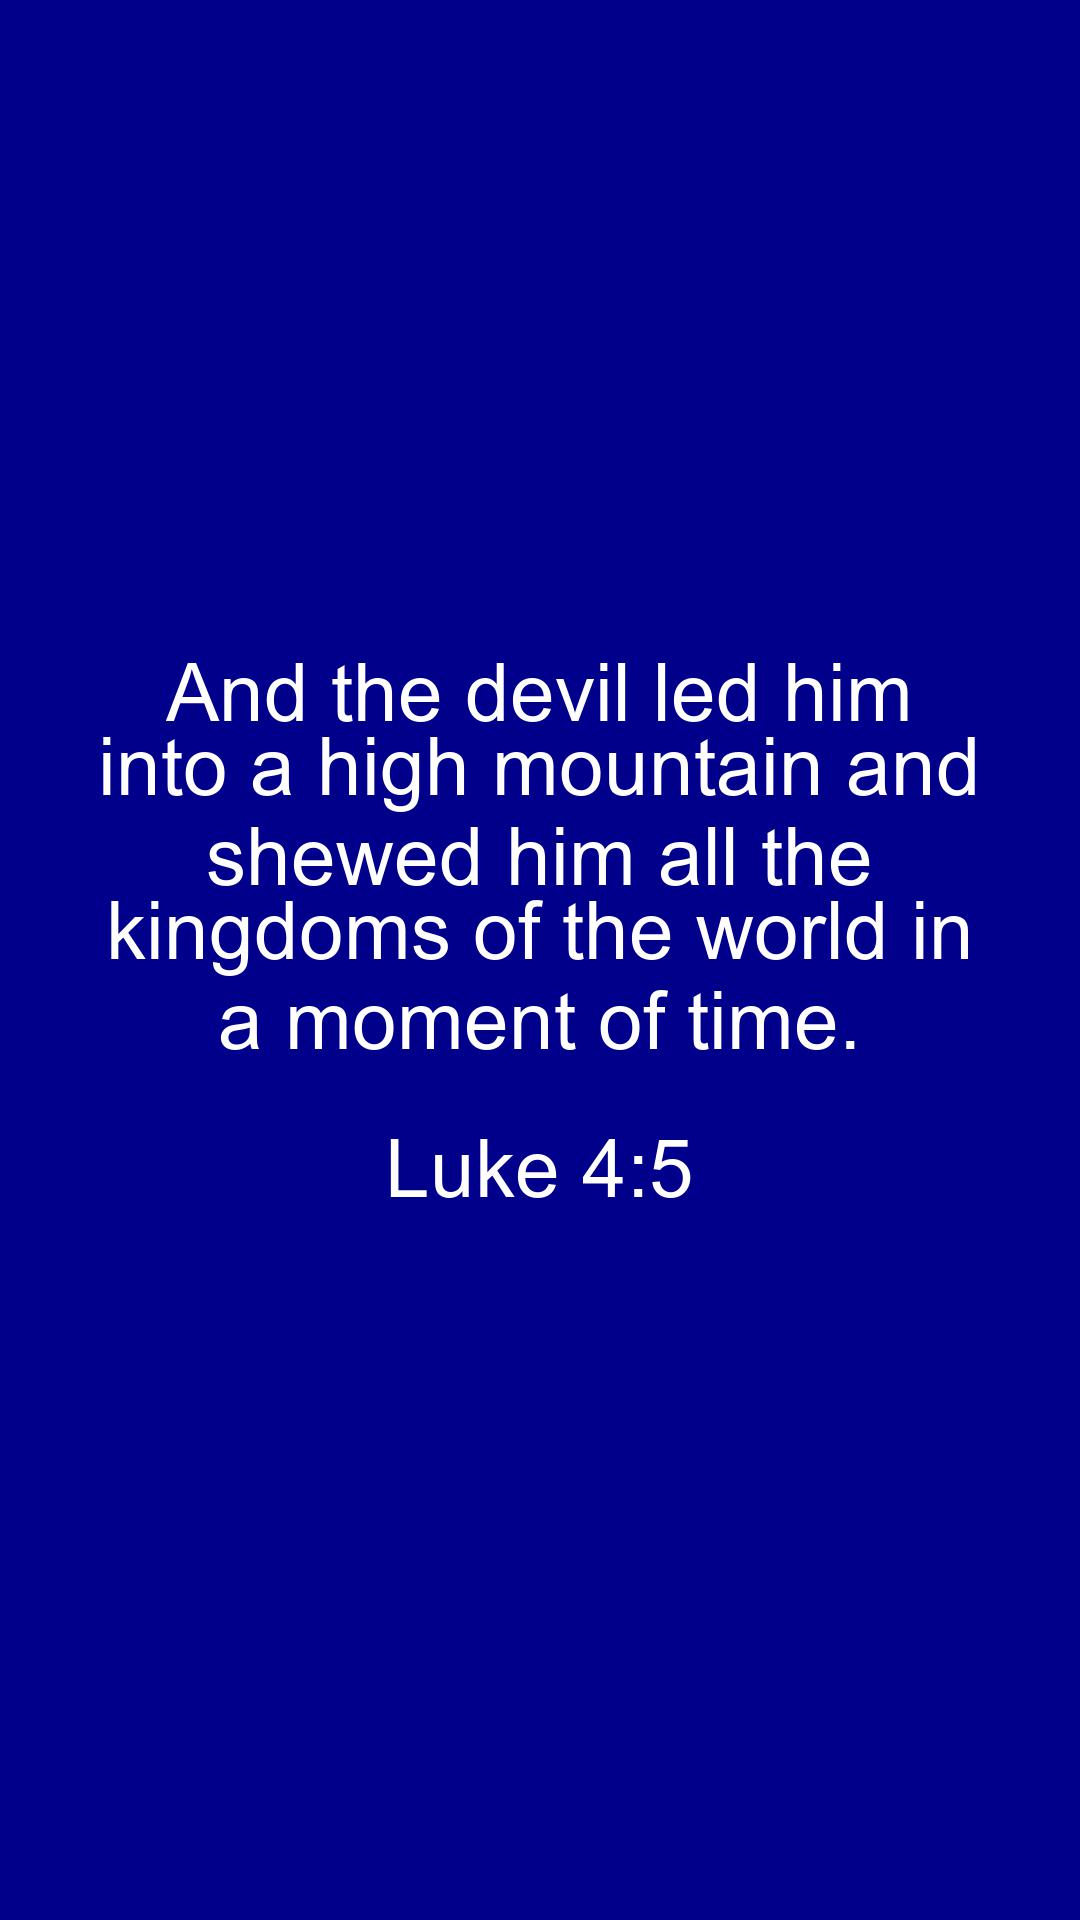 And the devil led him
into a high mountain and
shewed him all the
kingdoms of the world in
a moment of time.
Luke 4:5